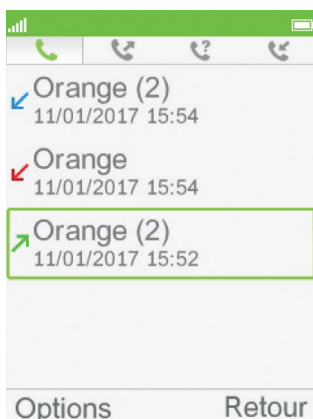 Orange (2)
11/01/2017 15:54
Orange
11/01/2017 15:54
Orange (2)
11/01/2017 15:52
Options Retour